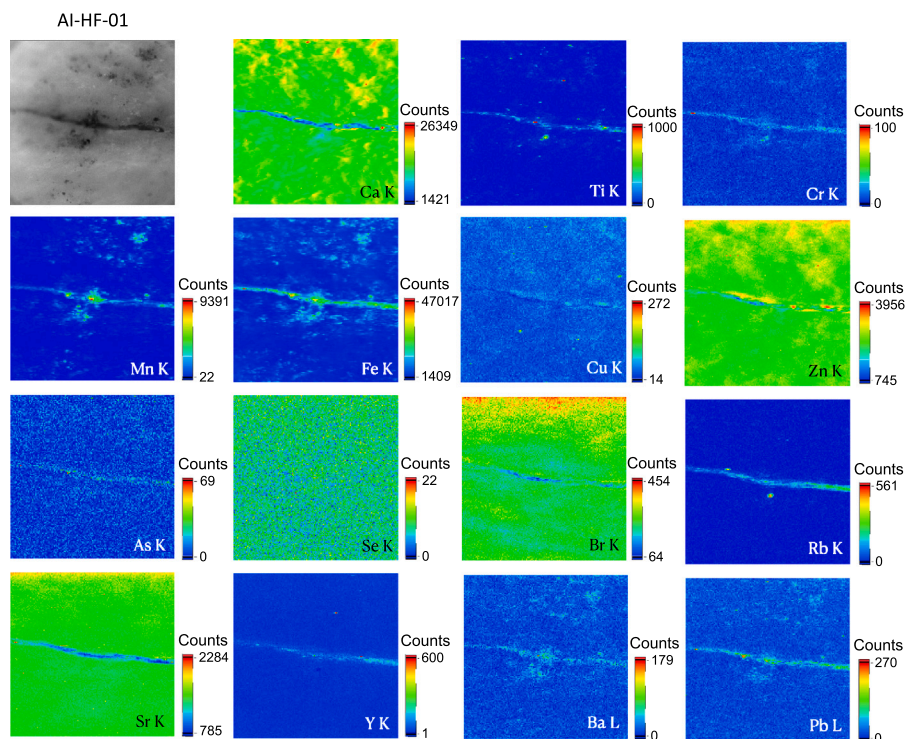 AI-HF-01
Counts
26349
1421
Ca K
Counts
1000
0
Ti K
Counts
100
0
Cr K
Counts
9391
22
Mn K
Counts
47017
1409
Fe K
Counts
272
14
Cu K
Counts
3956
745
Zn K
Counts
69
0
As K
Counts
22
0
Se K
Counts
454
64
Br K
Counts
561
0
Rb K
Counts
2284
785
Sr K
Counts
600
1
Y K
Counts
179
0
Ba L
Counts
270
0
Pb L